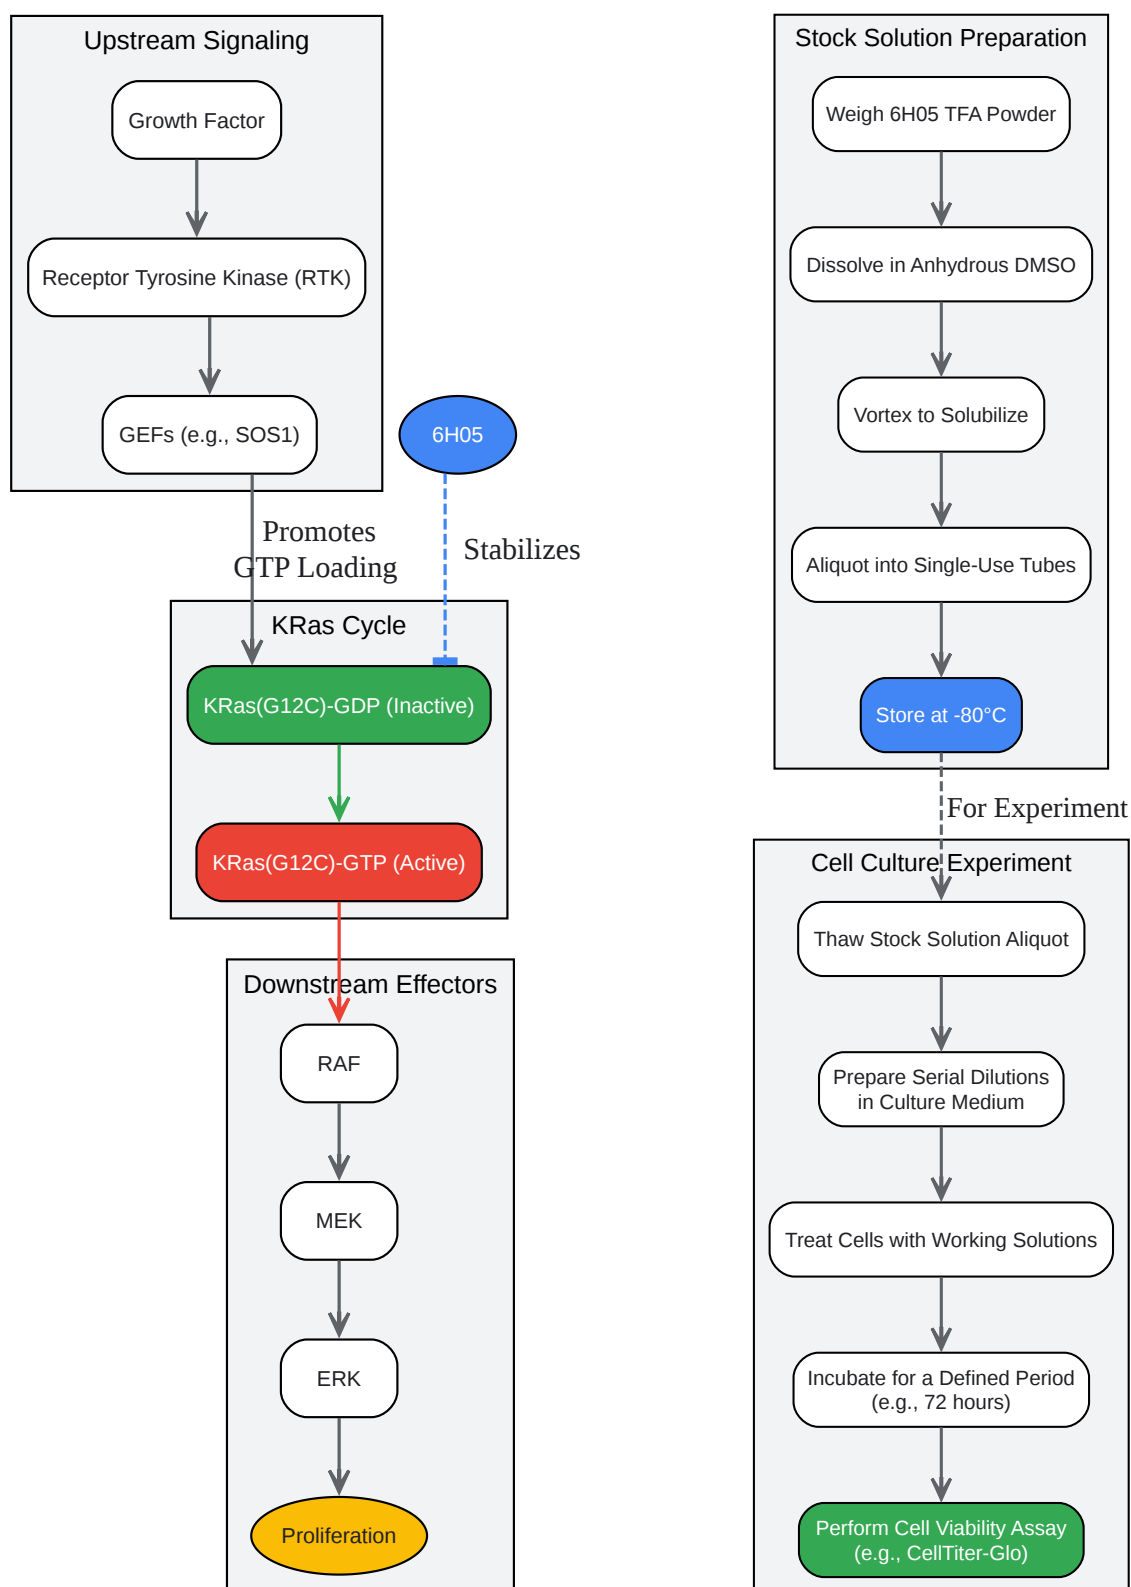 Upstream Signaling
Growth Factor
Receptor Tyrosine Kinase (RTK)
GEFs (e.g., SOS1)
6H05
Promotes
GTP Loading
Stabilizes
KRas Cycle
KRas(G12C)-GDP (Inactive)
KRas(G12C)-GTP (Active)
Downstream Effectors
RAF
MEK
ERK
Proliferation
Stock Solution Preparation
Weigh 6H05 TFA Powder
Dissolve in Anhydrous DMSO
Vortex to Solubilize
Aliquot into Single-Use Tubes
Store at -80°C
For Experiment
Cell Culture Experiment
Thaw Stock Solution Aliquot
Prepare Serial Dilutions
in Culture Medium
Treat Cells with Working Solutions
Incubate for a Defined Period
(e.g., 72 hours)
Perform Cell Viability Assay
(e.g., CellTiter-Glo)